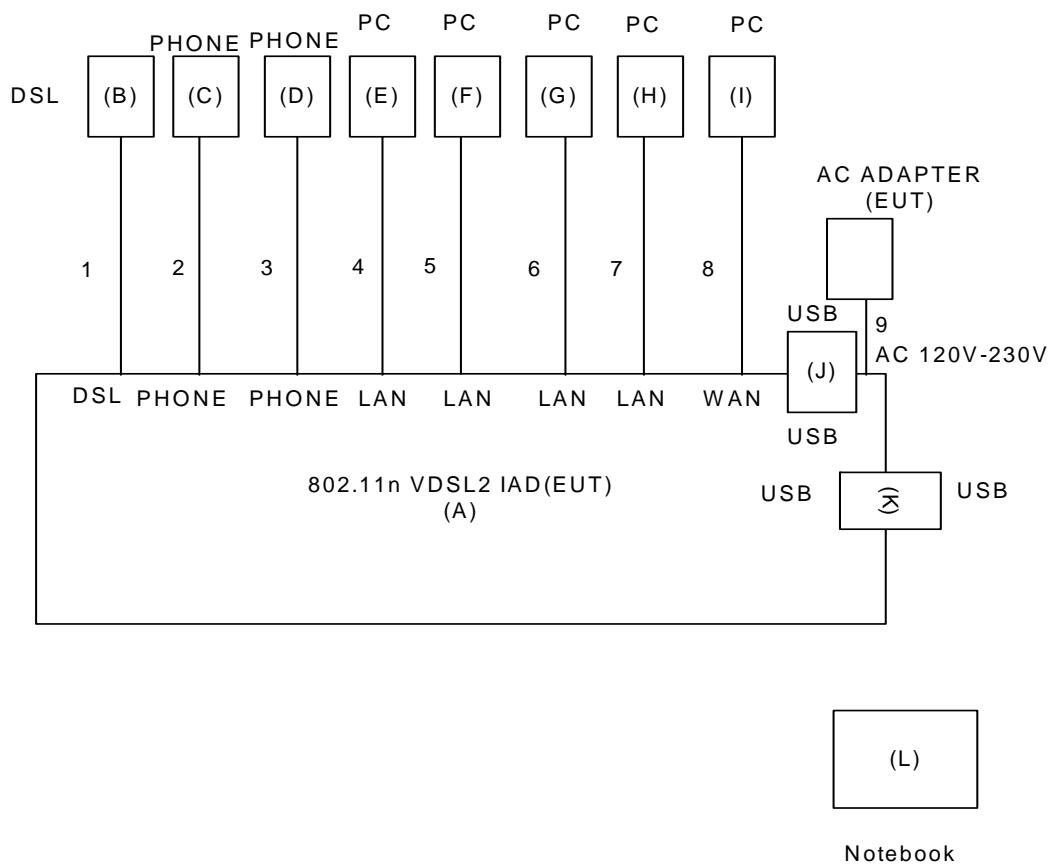 PC PC PC PC PC
PHONE PHONE
DSL (B) (C) (D) (E) (F) (G) (H) (I)
AC ADAPTER
(EUT)
1 2 3 4 5 6 7 8
USB
9
AC 120V-230V
(J)
DSL PHONE PHONE LAN LAN LAN LAN WAN
USB
802.11n VDSL2 IAD(EUT)
(A)
USB (K) USB
(L)
Notebook